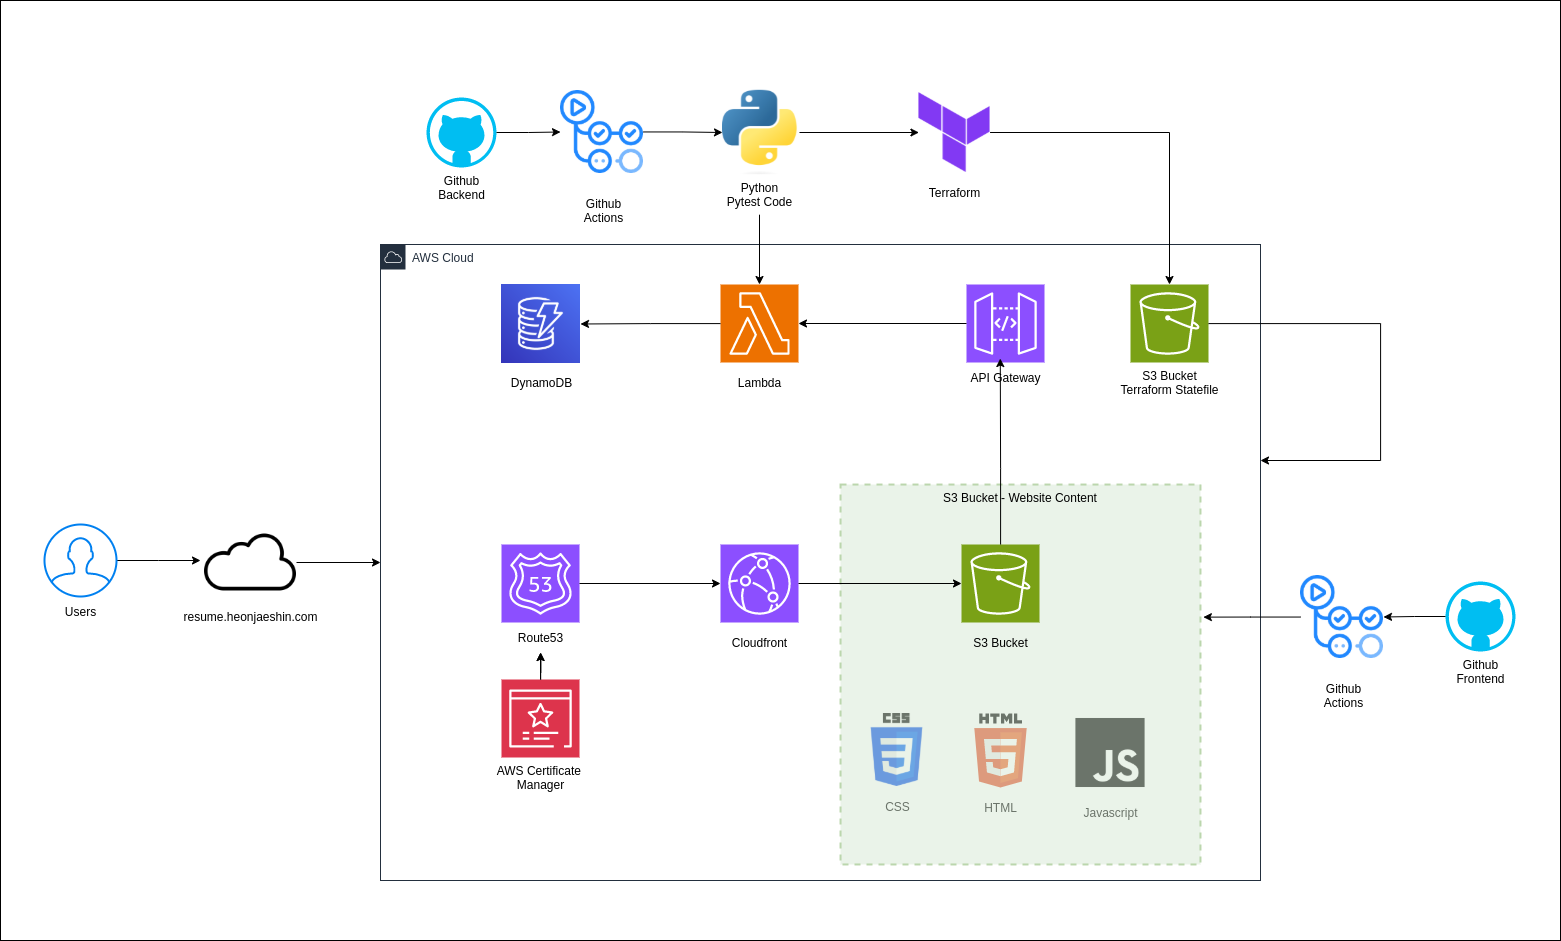 Github
Backend
Github
Actions
Python
Pytest Code
Terraform
AWS Cloud
DynamoDB
Lambda
</>
API Gateway
S3 Bucket
Terraform Statefile
Users
resume.heonjaeshin.com
53
Route53
Cloudfront
S3 Bucket - Website Content
S3 Bucket
AWS Certificate
Manager
CSS
3
CSS
HTML
5
HTML
JS
Javascript
Github
Actions
Github
Frontend